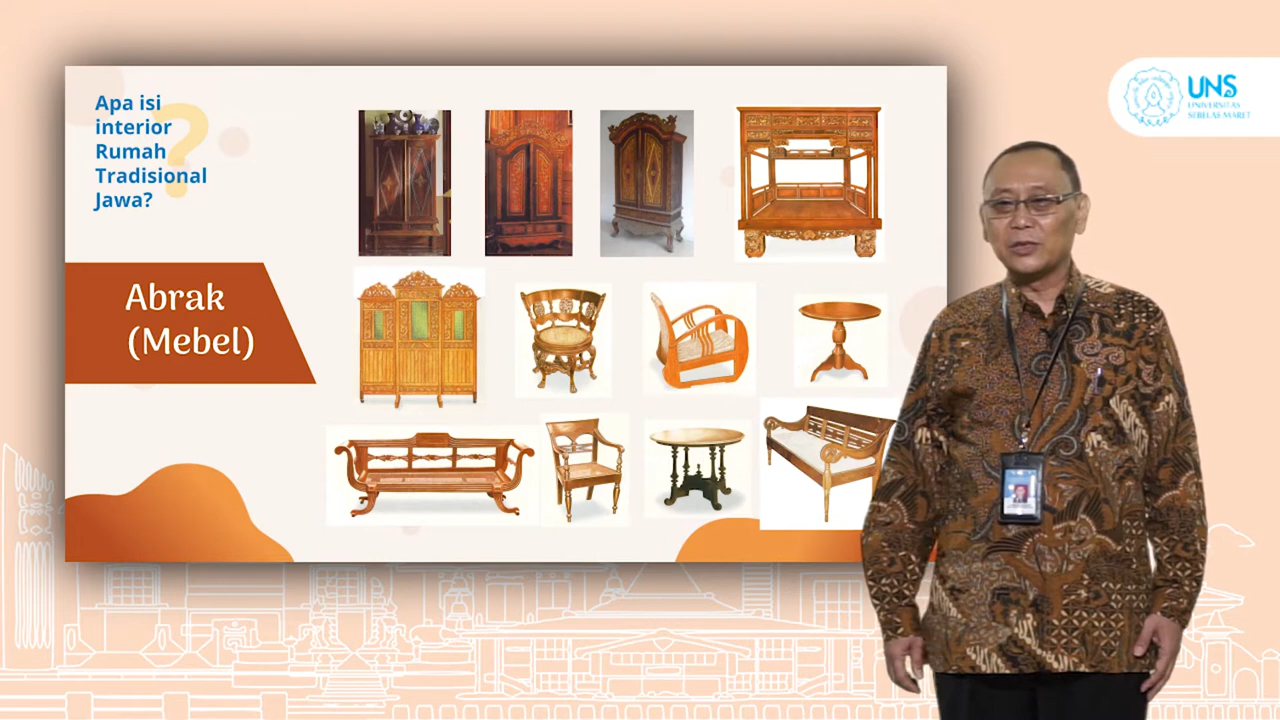 Apa isi
interior
Rumah
Tradisional
Jawa?
?
Abrak
(Mebel)
UNS
UNIVERSITAS
SEBELAS MARET